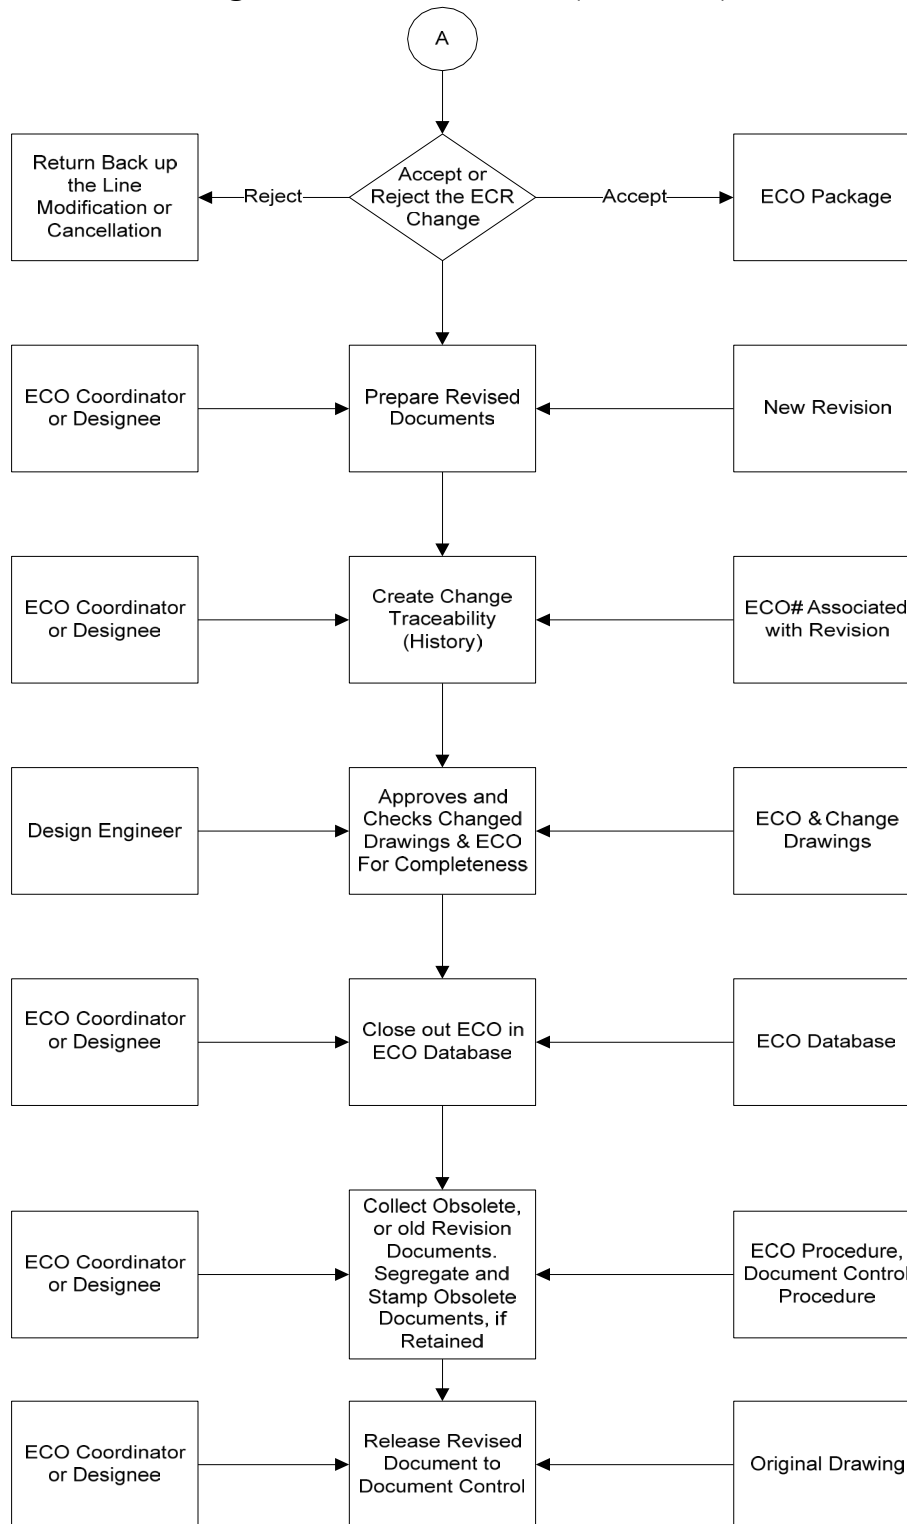 A
Return Back up
the Line
Modification or
Cancellation
Reject
Accept or
Reject the ECR
Change
Accept
ECO Package
ECO Coordinator
or Designee
Prepare Revised
Documents
New Revision
ECO Coordinator
or Designee
Create Change
Traceability
(History)
ECO# Associated
with Revision
Design Engineer
Approves and
Checks Changed
Drawings & ECO
For Completeness
ECO & Change
Drawings
ECO Coordinator
or Designee
Close out ECO in
ECO Database
ECO Database
ECO Coordinator
or Designee
Collect Obsolete,
or old Revision
Documents.
Segregate and
Stamp Obsolete
Documents, if
Retained
ECO Procedure,
Document Control
Procedure
ECO Coordinator
or Designee
Release Revised
Document to
Document Control
Original Drawing